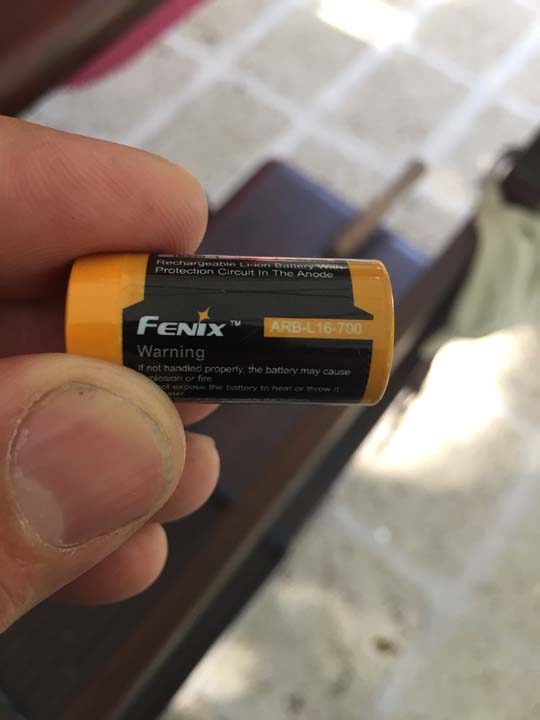 Rechargeable Li-ion Battery With
Protection Circuit In The Anode
FENIX™
ARB-L16-700
Warning
If not handled properly, the battery may cause
explosion or fire.
not expose the battery to heat or throw it